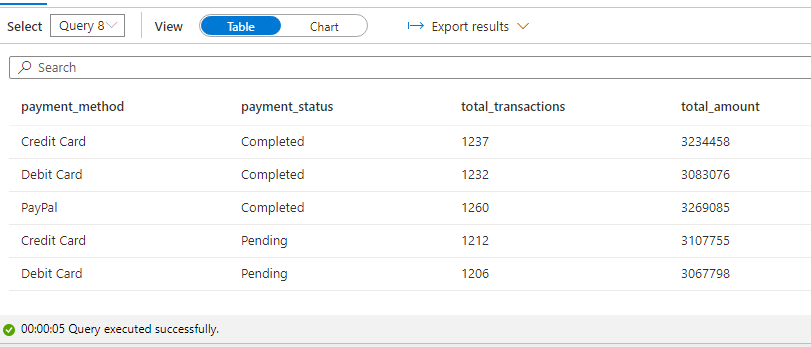 Select Query 8 View Table Chart Export results
Search
payment_method payment_status total_transactions total_amount
Credit Card Completed 1237 3234458
Debit Card Completed 1232 3083076
PayPal Completed 1260 3269085
Credit Card Pending 1212 3107755
Debit Card Pending 1206 3067798
00:00:05 Query executed successfully.